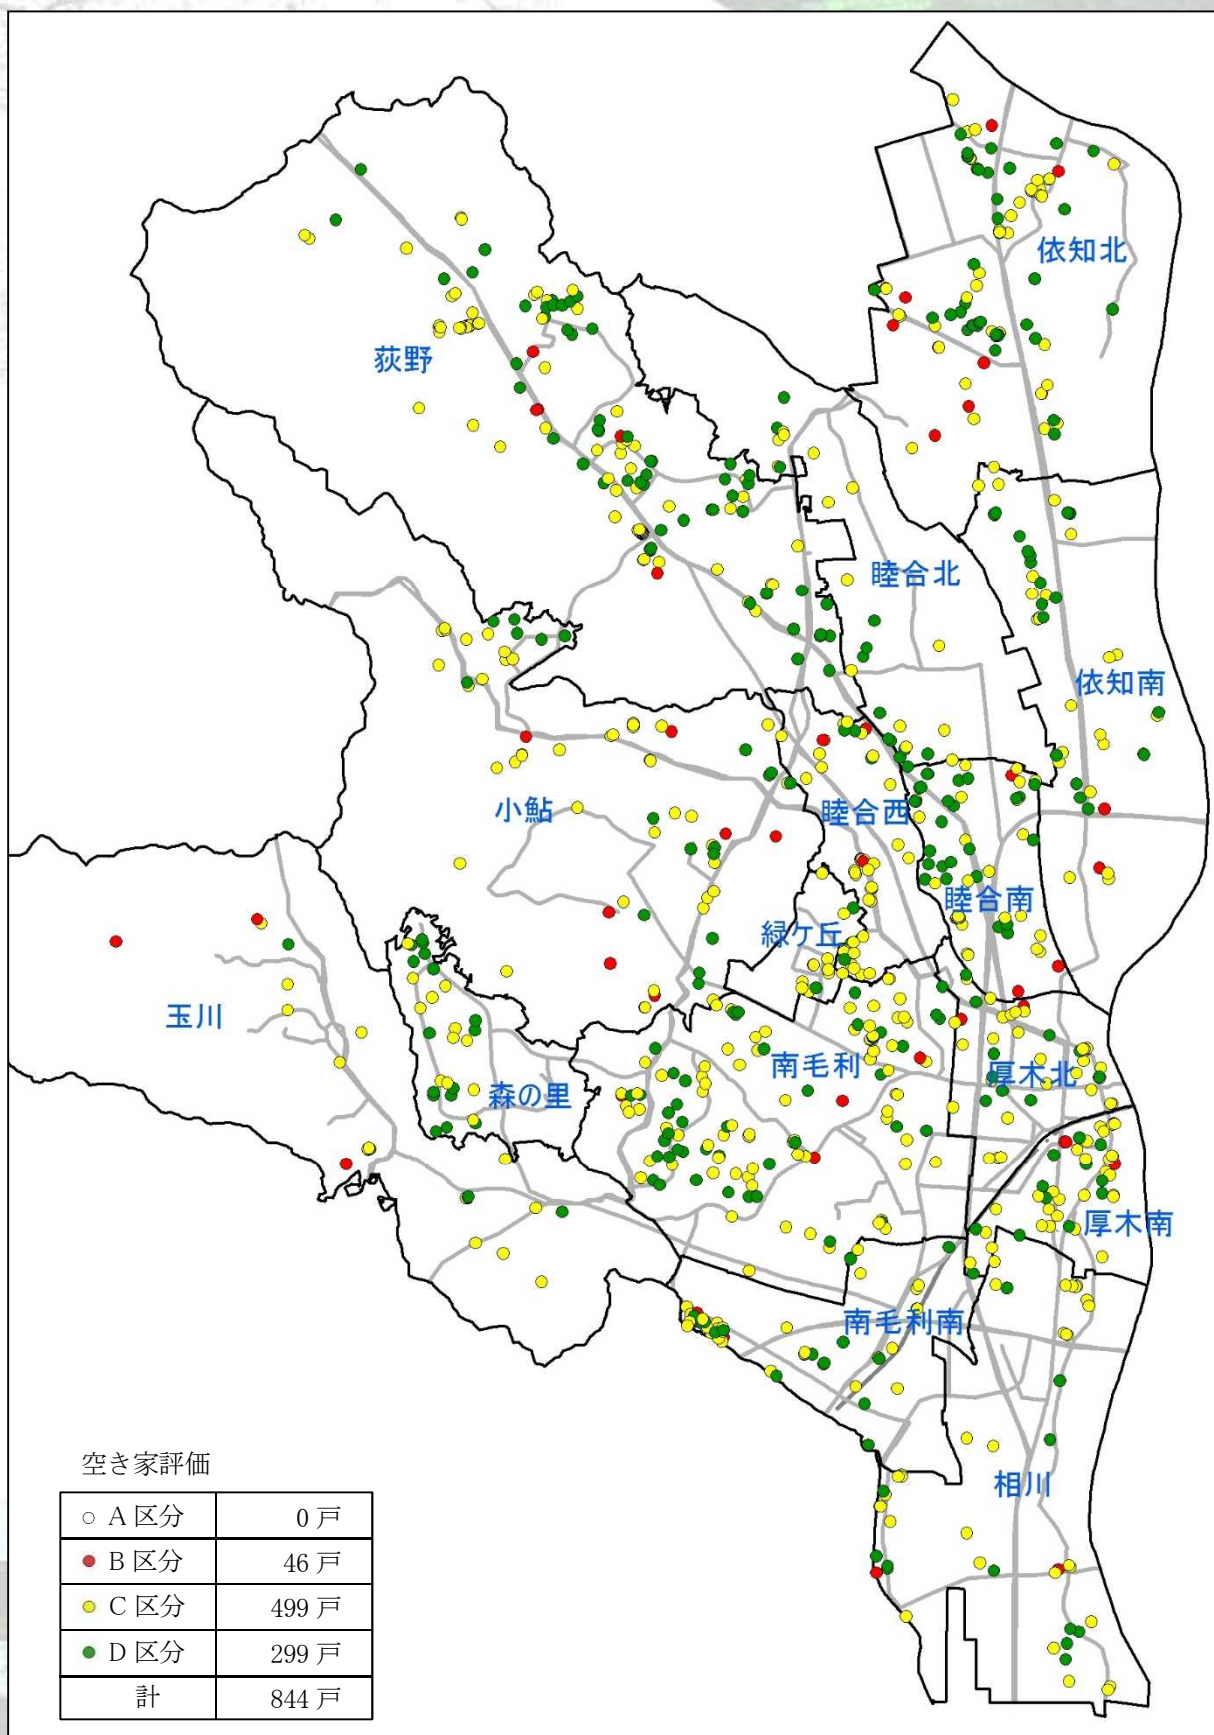 依知北
荻野
睦合北
依知南
小鮎
睦合西
睦合南
緑ケ丘
玉川
南毛利
厚木北
森の里
厚木南
南毛利南
相川
空き家評価
○ A 区分 0 戸
● B 区分 46 戸
● C 区分 499 戸
● D 区分 299 戸
計 844 戸